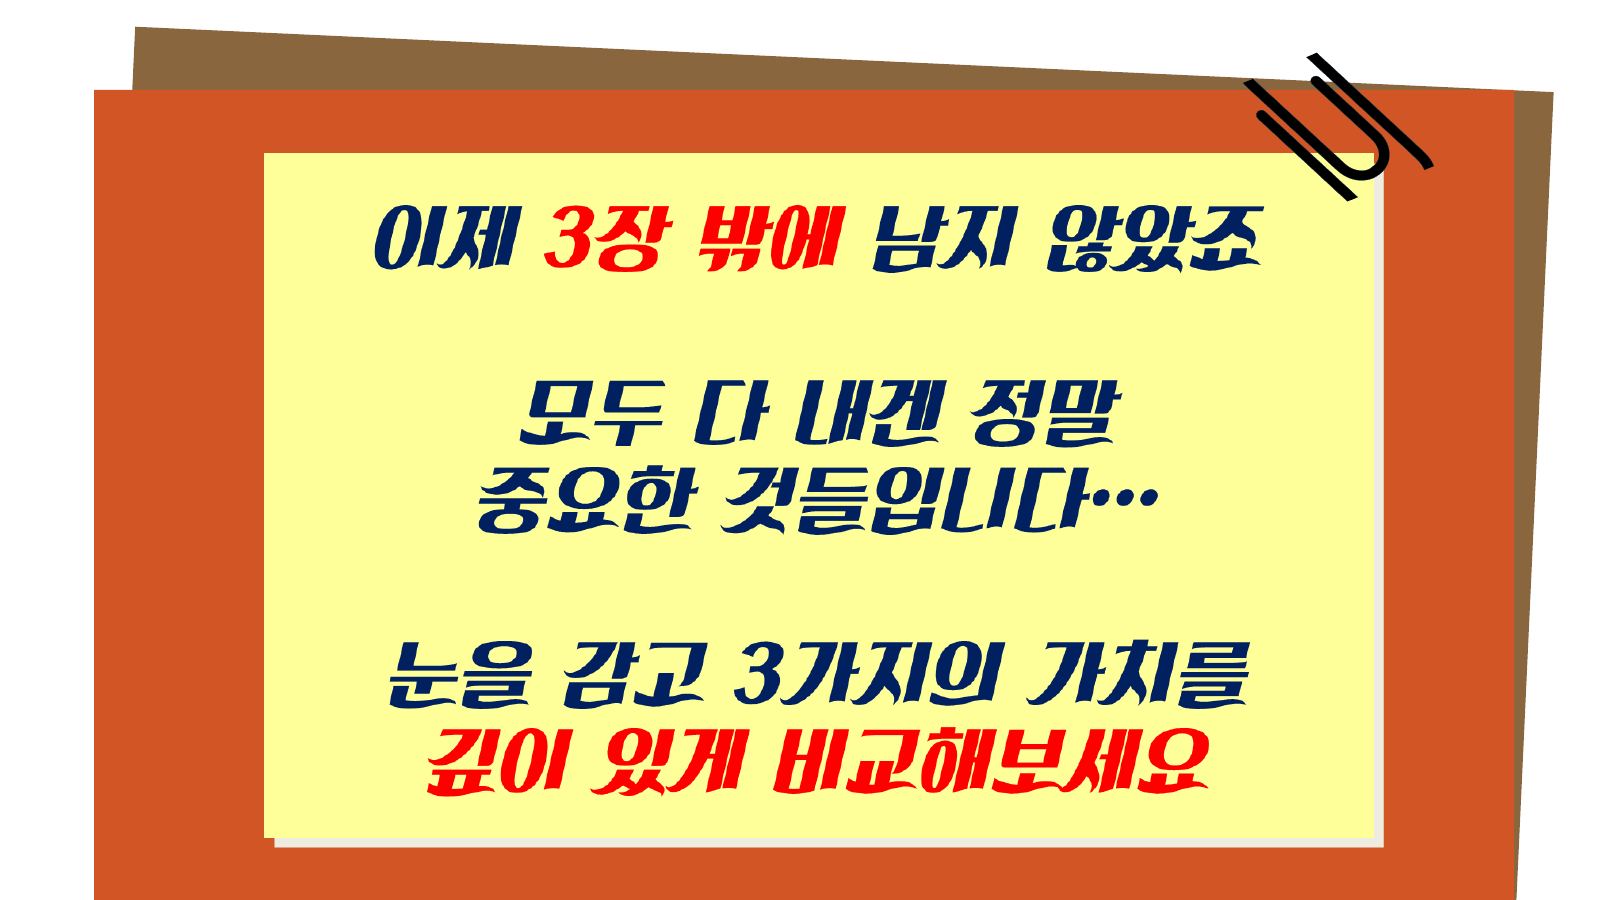 이제 3장 밖에 남지 않았죠
모두 다 내겐 정말
중요한 것들입니다…
눈을 감고 3가지의 가치를
깊이 있게 비교해보세요